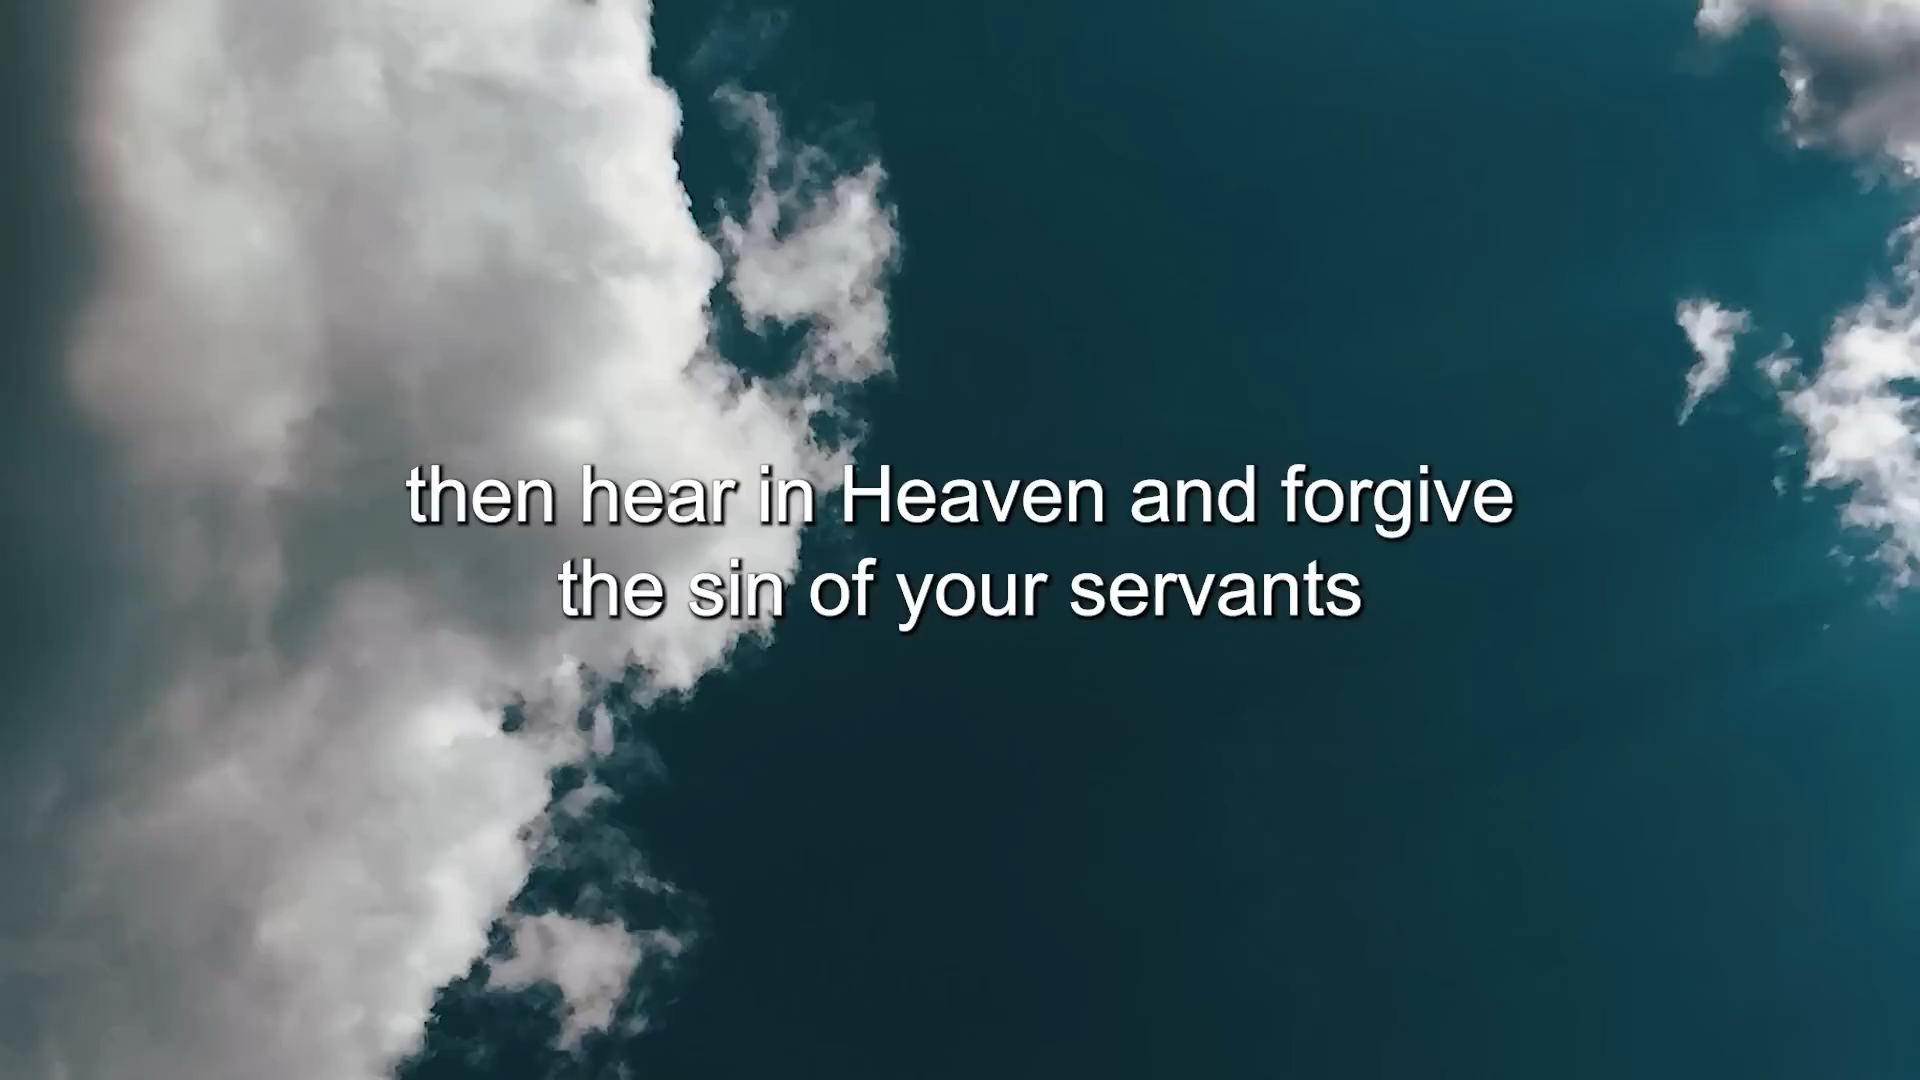 then hear in Heaven and forgive
the sin of your servants